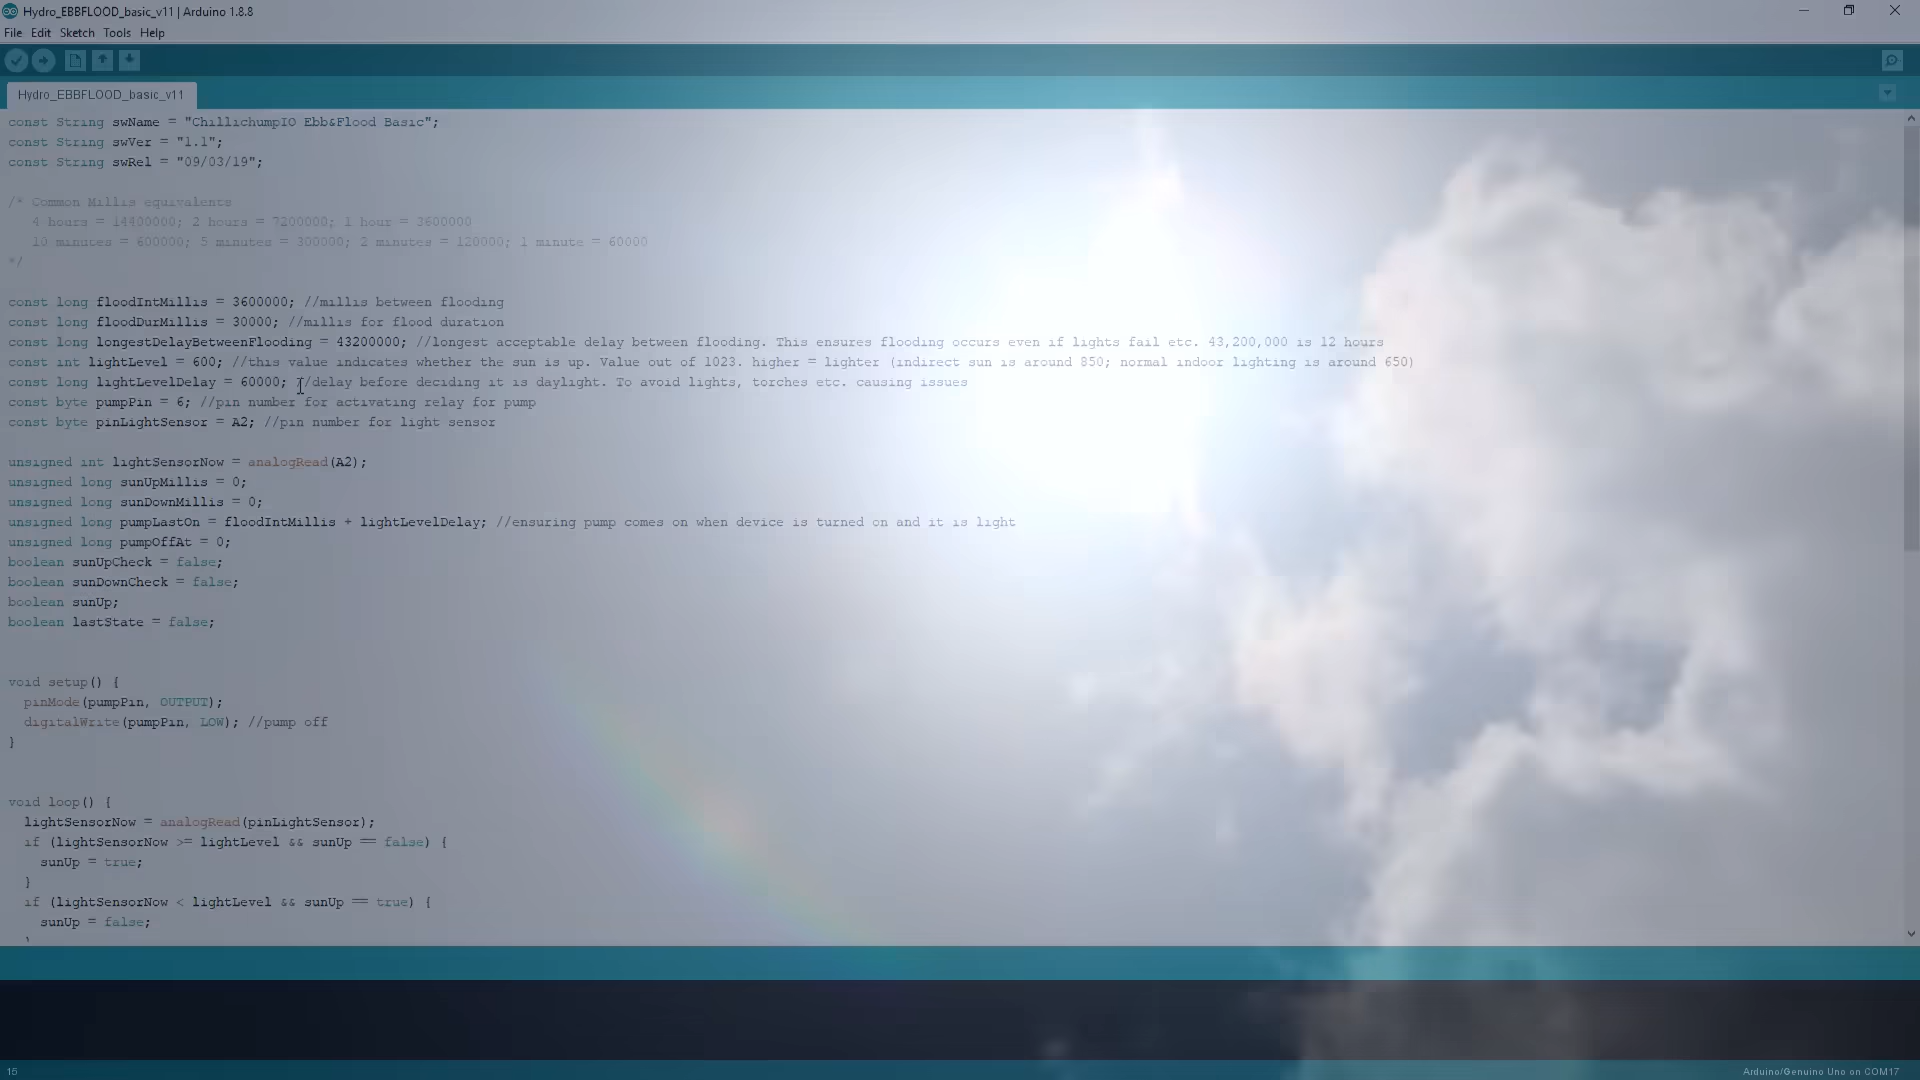 Hydro_EBBFLOOD_basic_v11 | Arduino 1.8.8
File Edit Sketch Tools Help
Hydro_EBBFLOOD_basic_v11
const String swName = "ChillichumpIO Ebb&Flood Basic";
const String swVer = "1.1";
const String swRel = "09/03/19";
/* Common Millis equivalents
4 hours = 14400000; 2 hours = 7200000; 1 hour = 3600000
10 minutes = 600000; 5 minutes = 300000; 2 minutes = 120000; 1 minute = 60000
*/
const long floodIntMillis = 3600000; //millis between flooding
const long floodDurMillis = 30000; //millis for flood duration
const long longestDelayBetweenFlooding = 43200000; //longest acceptable delay between flooding. This ensures flooding occurs even if lights fail etc. 43,200,000 is 12 hours
const int lightLevel = 600; //this value indicates whether the sun is up. Value out of 1023. higher = lighter (indirect sun is around 850; normal indoor lighting is around 650)
const long lightLevelDelay = 60000; //delay before deciding it is daylight. To avoid lights, torches etc. causing issues
const byte pumpPin = 6; //pin number for activating relay for pump
const byte pinLightSensor = A2; //pin number for light sensor
unsigned int lightSensorNow = analogRead(A2);
unsigned long sunUpMillis = 0;
unsigned long sunDownMillis = 0;
unsigned long pumpLastOn = floodIntMillis + lightLevelDelay; //ensuring pump comes on when device is turned on and it is light
unsigned long pumpOffAt = 0;
boolean sunUpCheck = false;
boolean sunDownCheck = false;
boolean sunUp;
boolean lastState = false;
void setup() {
pinMode(pumpPin, OUTPUT);
digitalWrite(pumpPin, LOW); //pump off
}
void loop() {
lightSensorNow = analogRead(pinLightSensor);
if (lightSensorNow >= lightLevel && sunUp == false) {
sunUp = true;
}
if (lightSensorNow < lightLevel && sunUp == true) {
sunUp = false;
15 Arduino/Genuino Uno on COM17